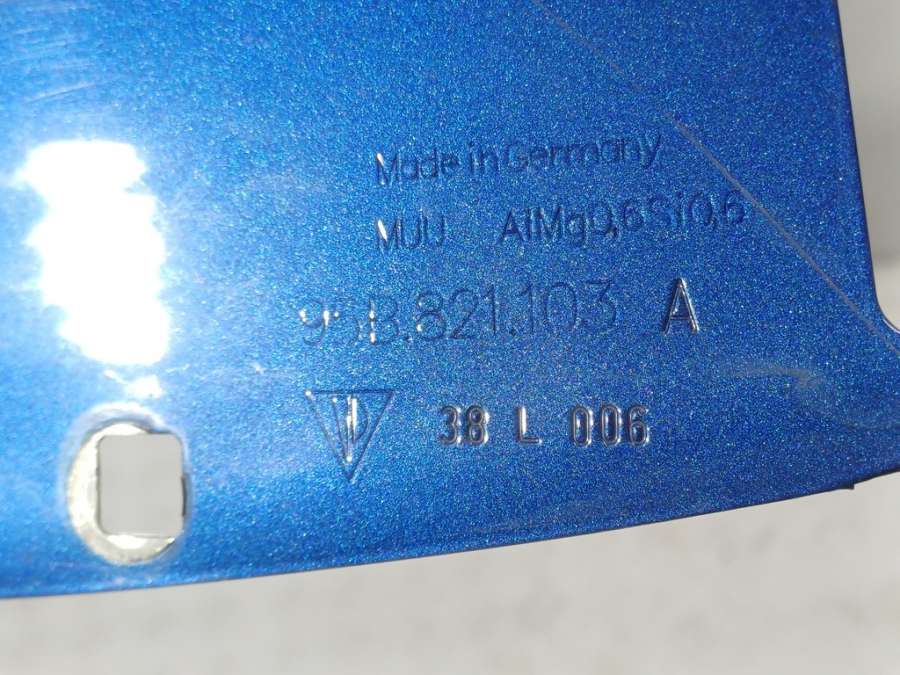 Made in Germany
MUU AlMg0,6Si0,6
95B.821.103 A
38 L 006